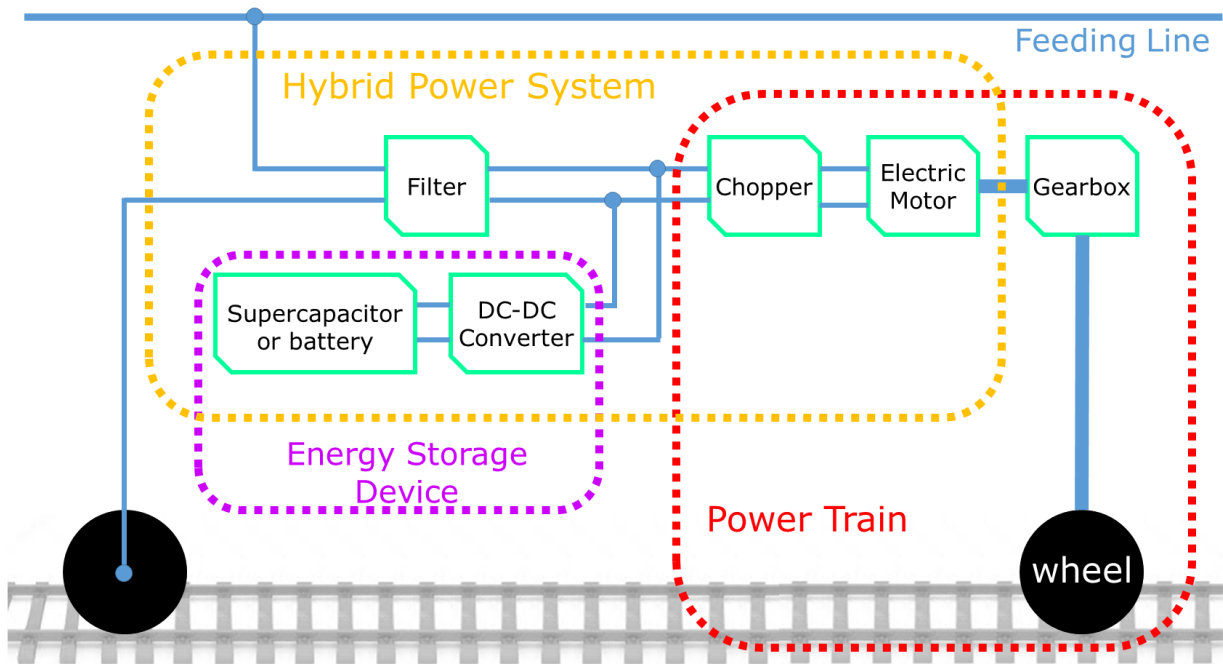 Feeding Line
Hybrid Power System
Filter
Chopper
Electric
Motor
Gearbox
Supercapacitor
or battery
DC-DC
Converter
Energy Storage
Device
Power Train
wheel